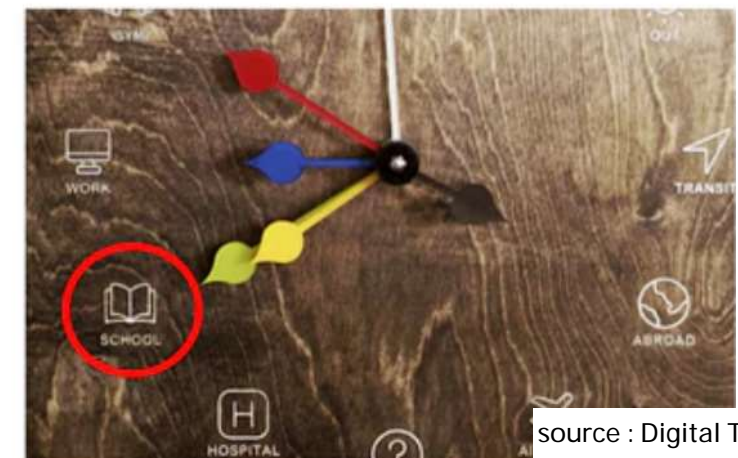 GYM
OUT
WORK
TRANSIT
SCHOOL
ABROAD
H
HOSPITAL
?
source : Digital T